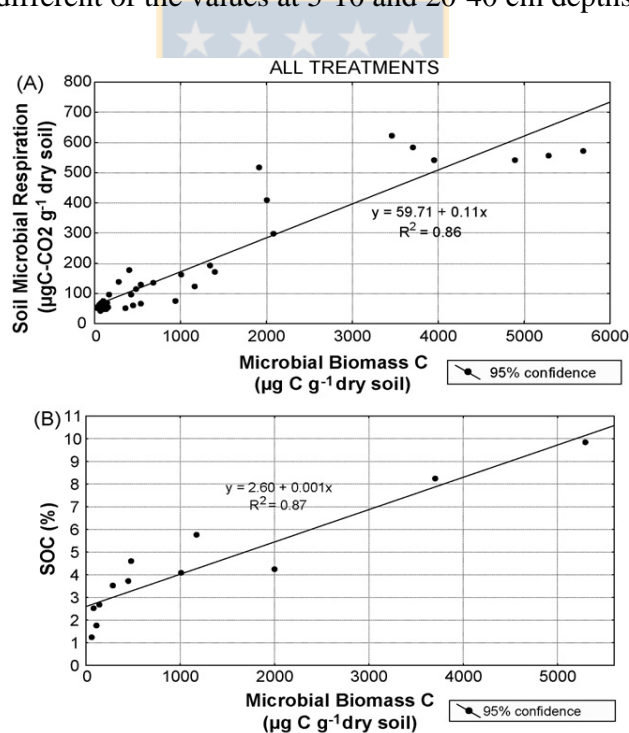 different of the values at 5-10 and 20-40 cm depths
ALL TREATMENTS
(A)
800
700
600
500
400
300
200
100
0
Soil Microbial Respiration
(µgC-CO2 g-1 dry soil)
y = 59.71 + 0.11x
R2 = 0.86
0 1000 2000 3000 4000 5000 6000
Microbial Biomass C
(µg C g-1 dry soil)
95% confidence
(B)
11
10
9
8
7
6
5
4
3
2
1
0
SOC (%)
y = 2.60 + 0.001x
R2 = 0.87
0 1000 2000 3000 4000 5000
Microbial Biomass C
(µg C g-1 dry soil)
95% confidence